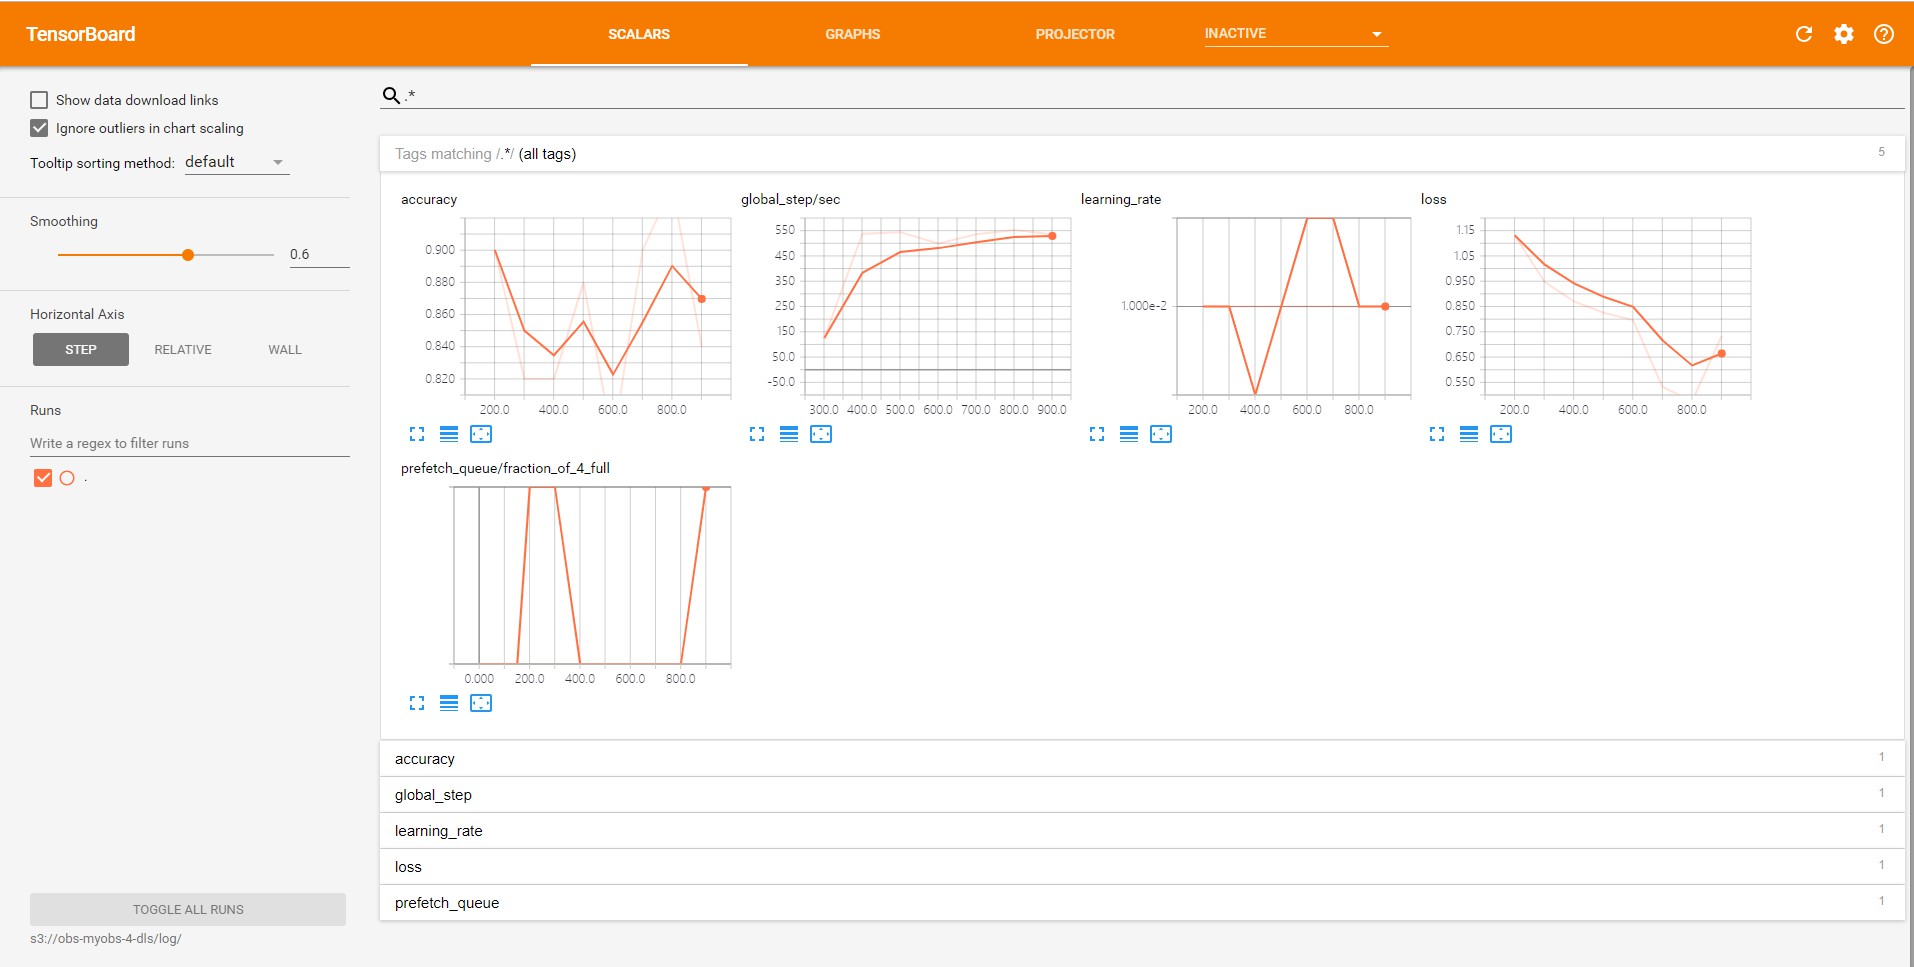 TensorBoard SCALARS GRAPHS PROJECTOR INACTIVE
Show data download links
Ignore outliers in chart scaling
Tooltip sorting method: default
Smoothing
0.6
Horizontal Axis
STEP RELATIVE WALL
Runs
Write a regex to filter runs
.
TOGGLE ALL RUNS
s3://obs-myobs-4-dls/log/
.*
Tags matching /.*/ (all tags) 5
accuracy
0.900
0.880
0.860
0.840
0.820
200.0 400.0 600.0 800.0
global_step/sec
550
450
350
250
150
50.0
-50.0
300.0 400.0 500.0 600.0 700.0 800.0 900.0
learning_rate
1.000e-2
200.0 400.0 600.0 800.0
loss
1.15
1.05
0.950
0.850
0.750
0.650
0.550
200.0 400.0 600.0 800.0
prefetch_queue/fraction_of_4_full
0.000 200.0 400.0 600.0 800.0
accuracy 1
global_step 1
learning_rate 1
loss 1
prefetch_queue 1